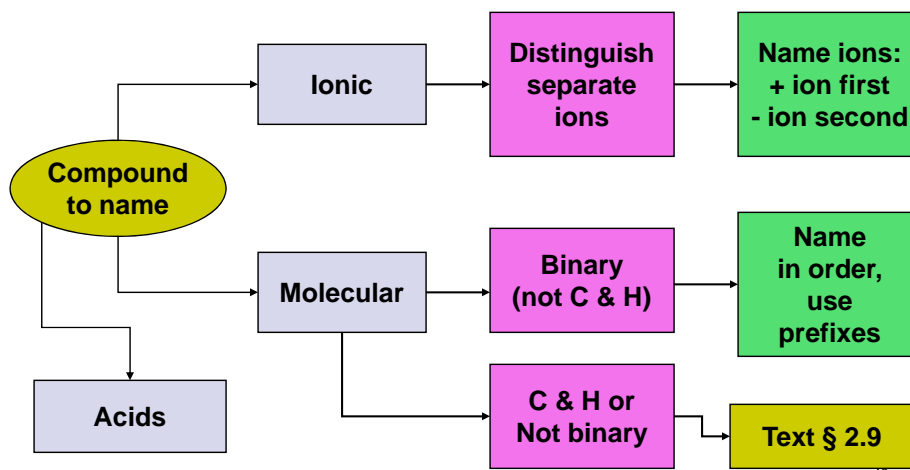 Ionic
Distinguish
separate
ions
Name ions:
+ ion first
- ion second
Compound
to name
Molecular
Binary
(not C & H)
Name
in order,
use
prefixes
Acids
C & H or
Not binary
Text § 2.9